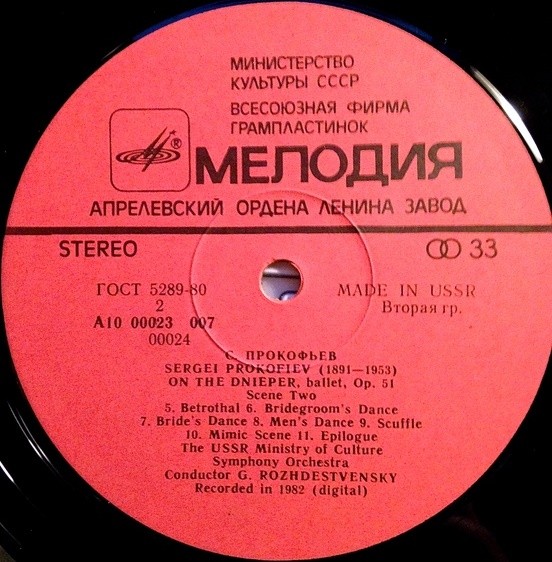 МИНИСТЕРСТВО
КУЛЬТУРЫ СССР
ВСЕСОЮЗНАЯ ФИРМА
ГРАМПЛАСТИНОК
®
МЕЛОДИЯ
АПРЕЛЕВСКИЙ ОРДЕНА ЛЕНИНА ЗАВОД
STEREO
33
ГОСТ 5289-80
MADE IN USSR
2
Вторая гр.
А10 00023 007
00024
С. ПРОКОФЬЕВ
SERGEI PROKOFIEV (1891—1953)
ON THE DNIEPER, ballet, Op. 51
Scene Two
5. Betrothal 6. Bridegroom's Dance
7. Bride's Dance 8. Men's Dance 9. Scuffle
10. Mimic Scene 11. Epilogue
The USSR Ministry of Culture
Symphony Orchestra
Conductor G. ROZHDESTVENSKY
Recorded in 1982 (digital)